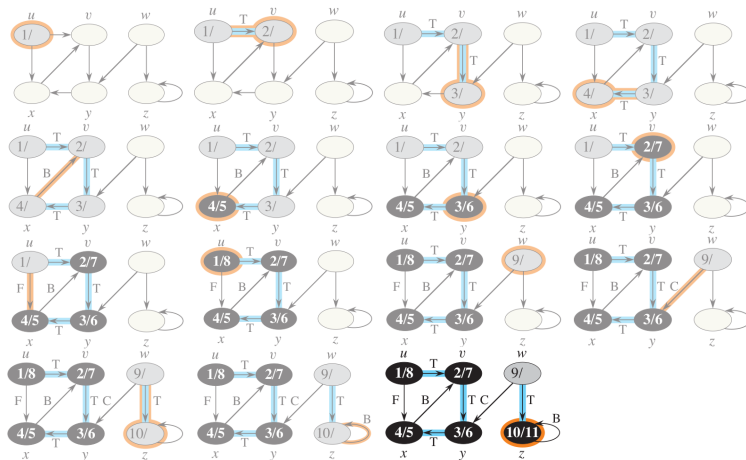 u v w u v w u v w u v w
1/ 1/ T 2/ 1/ T 2/ 1/ T 2/
T T
3/ 4/ T 3/
x y z x y z x y z x y z
u v w u v w u v w u v w
1/ T 2/ 1/ T 2/ 1/ T 2/ 1/ T 2/7
B T B T B T B T
4/ T 3/ 4/5 T 3/ 4/5 T 3/6 4/5 T 3/6
x y z x y z x y z x y z
u v w u v w u v w u v w
1/ T 2/7 1/8 T 2/7 1/8 T 2/7 9/ 1/8 T 2/7 9/
F B T F B T F B T F B T C
4/5 T 3/6 4/5 T 3/6 4/5 T 3/6 4/5 T 3/6
x y z x y z x y z x y z
u v w u v w u v w
1/8 T 2/7 9/ 1/8 T 2/7 9/ 1/8 T 2/7 9/
F B T C T F B T C T B F B T C T B
4/5 T 3/6 10/ 4/5 T 3/6 10/ 4/5 T 3/6 10/11
x y z x y z x y z